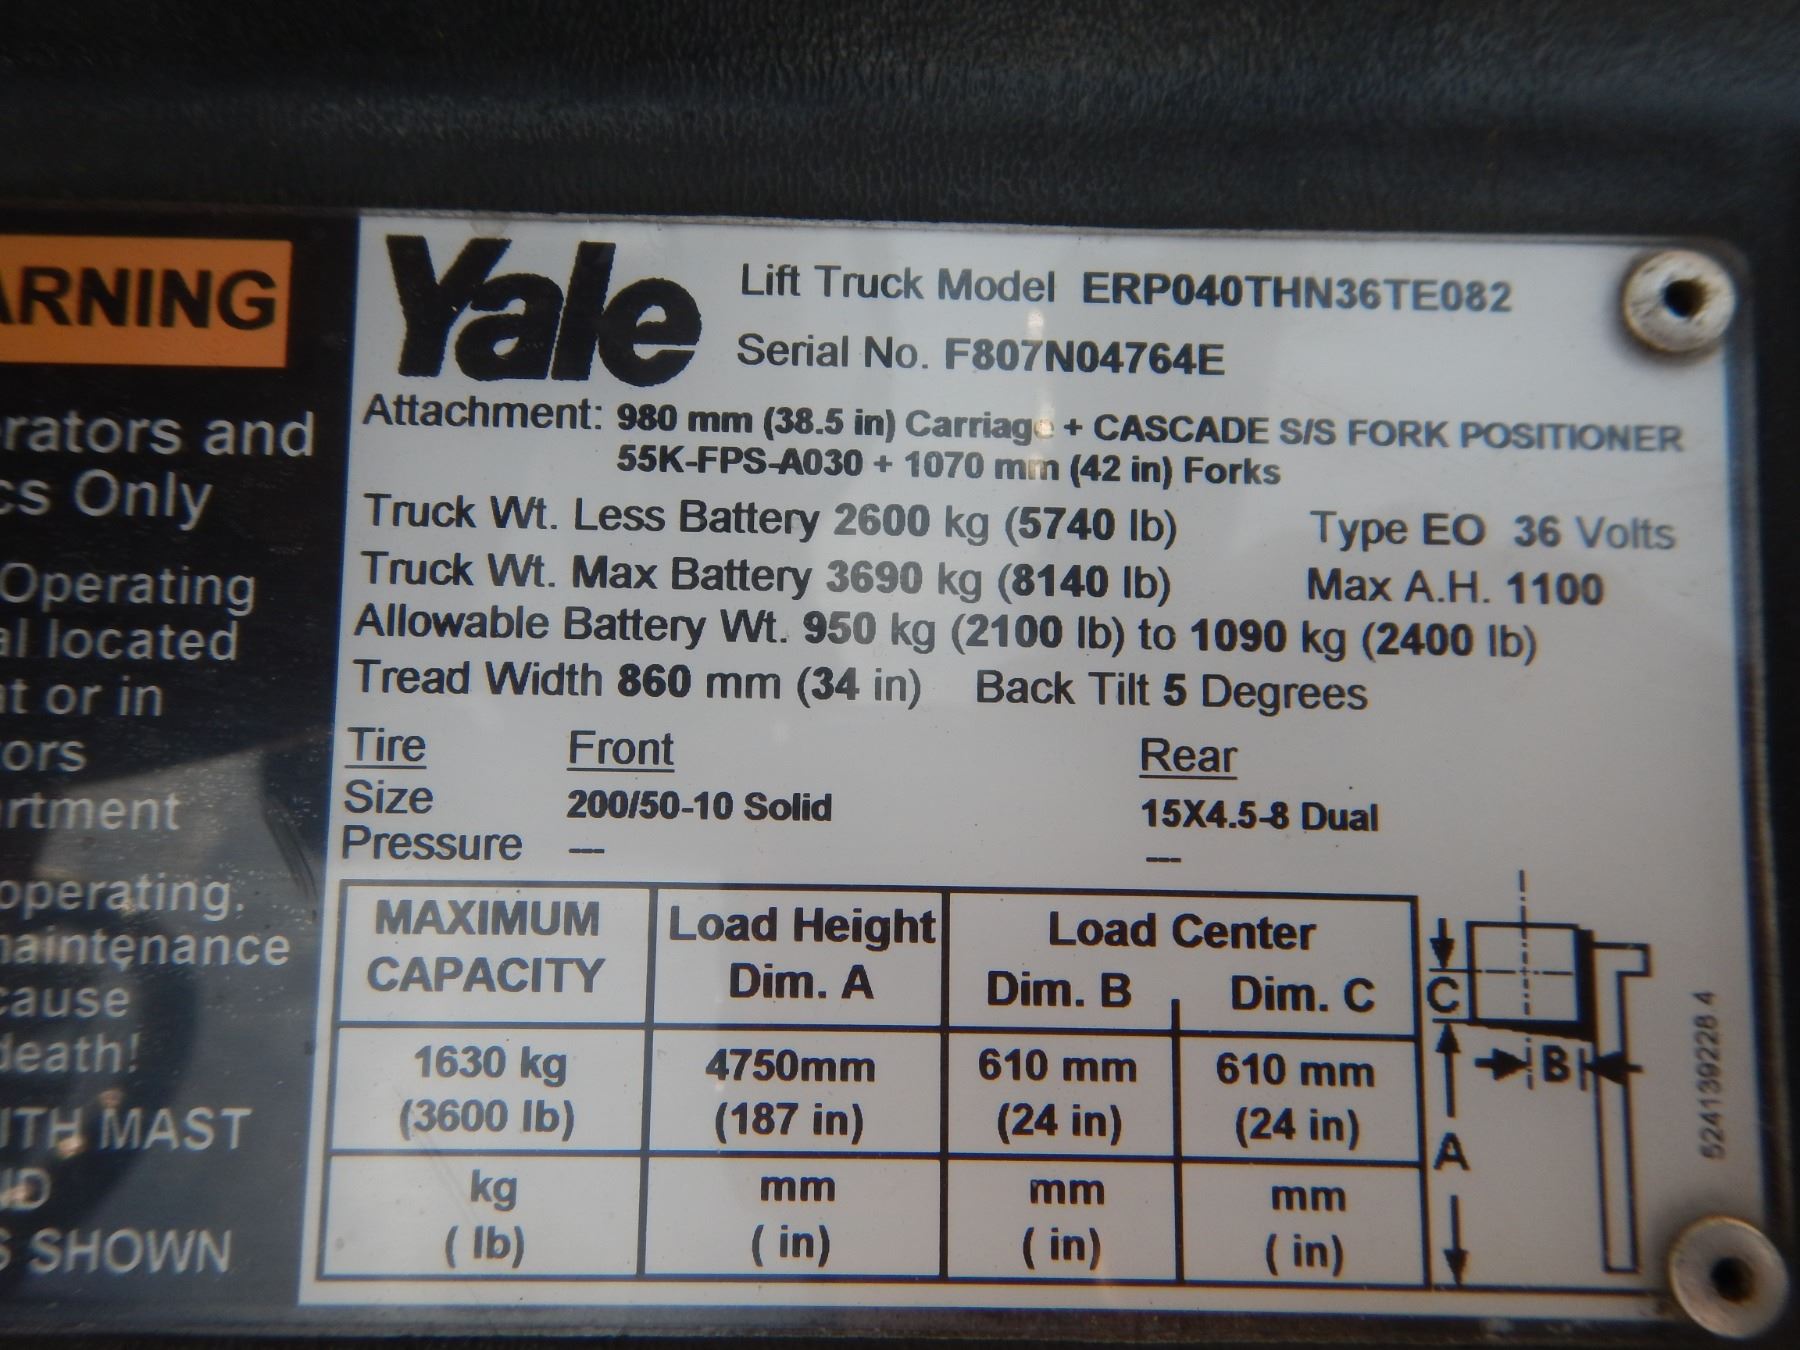 ARNING
rators and
cs Only
Operating
al located
t or in
ors
artment
operating.
maintenance
cause
death!
ITH MAST
ND
S SHOWN
Yale
Lift Truck Model ERP040THN36TE082
Serial No. F807N04764E
Attachment: 980 mm (38.5 in) Carriage + CASCADE S/S FORK POSITIONER
55K-FPS-A030 + 1070 mm (42 in) Forks
Truck Wt. Less Battery 2600 kg (5740 lb) Type EO 36 Volts
Truck Wt. Max Battery 3690 kg (8140 lb) Max A.H. 1100
Allowable Battery Wt. 950 kg (2100 lb) to 1090 kg (2400 lb)
Tread Width 860 mm (34 in) Back Tilt 5 Degrees
Tire Front Rear
Size 200/50-10 Solid 15X4.5-8 Dual
Pressure --- ---
MAXIMUM CAPACITY Load Height Dim. A Load Center Dim. B Dim. C
1630 kg 4750mm 610 mm 610 mm
(3600 lb) (187 in) (24 in) (24 in)
kg mm mm mm
( lb) ( in) ( in) ( in)
C
B
A
524139228 4